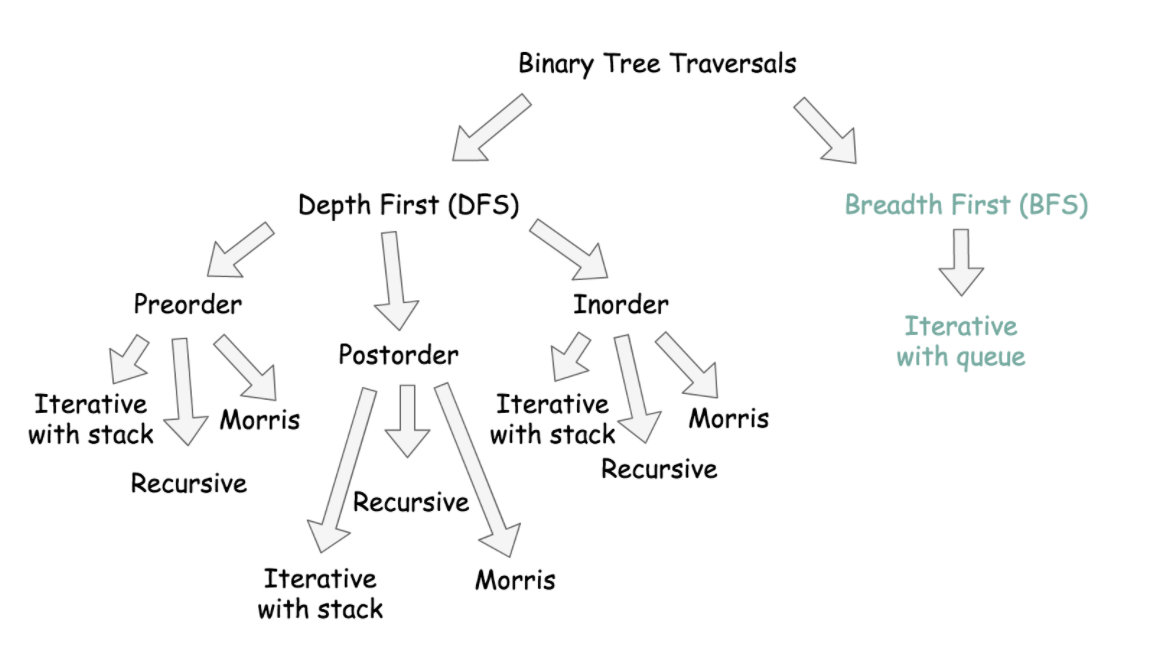 Binary Tree Traversals
Depth First (DFS)
Breadth First (BFS)
Preorder
Postorder
Inorder
Iterative
with queue
Iterative
with stack
Recursive
Morris
Iterative
with stack
Recursive
Morris
Iterative
with stack
Recursive
Morris